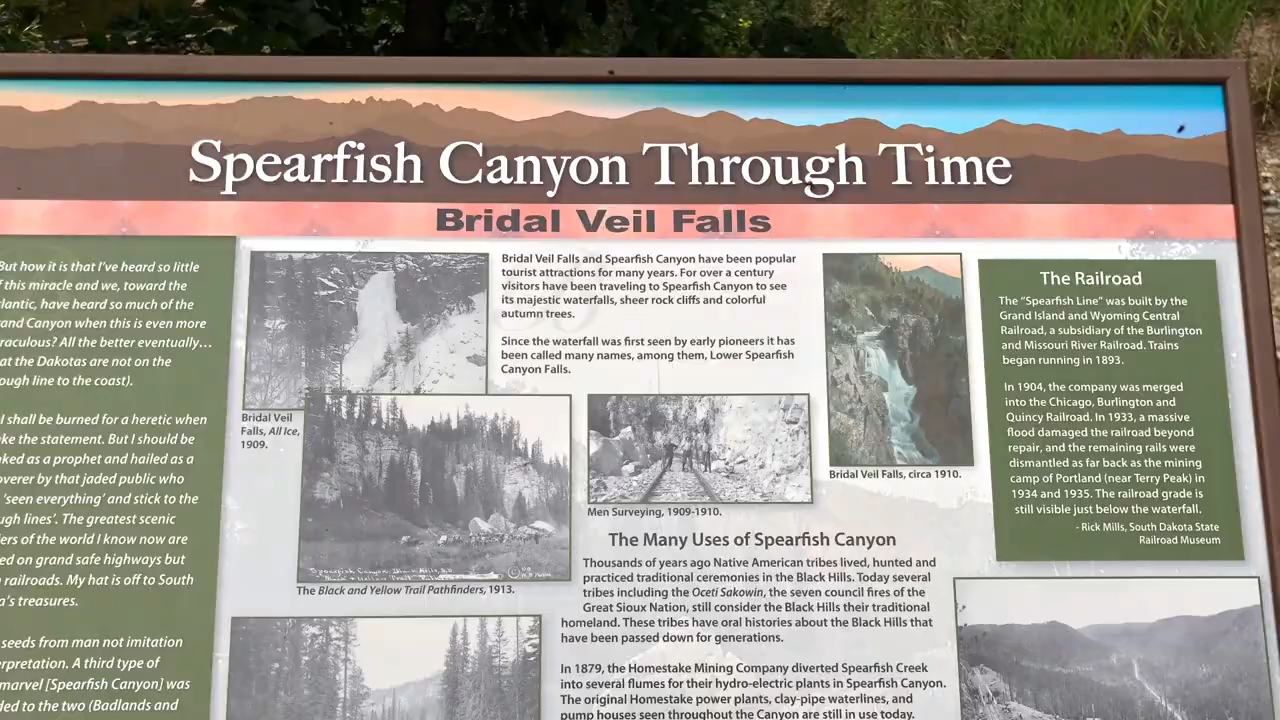 Spearfish Canyon Through Time
Bridal Veil Falls
But how it is that I've heard so little
this miracle and we, toward the
have heard so much of the
Canyon when this is even more
All the better eventually...
at the Dakotas are not on the
line to the coast).
I shall be burned for a heretic when
the statement. But I should be
as a prophet and hailed as a
by that jaded public who
'seen everything' and stick to the
lines'. The greatest scenic
of the world I know now are
on grand safe highways but
railroads. My hat is off to South
treasures.
seeds from man not imitation
A third type of
marvel [Spearfish Canyon] was
to the two (Badlands and
Bridal Veil
Falls, All Ice,
1909.
Bridal Veil Falls and Spearfish Canyon have been popular
tourist attractions for many years. For over a century
visitors have been traveling to Spearfish Canyon to see
its majestic waterfalls, sheer rock cliffs and colorful
autumn trees.
Since the waterfall was first seen by early pioneers it has
been called many names, among them, Lower Spearfish
Canyon Falls.
Spearfish Canyon, Black Hills, S.D.
The Black and Yellow Trail Pathfinders, 1913.
Men Surveying, 1909-1910.
Bridal Veil Falls, circa 1910.
The Many Uses of Spearfish Canyon
Thousands of years ago Native American tribes lived, hunted and
practiced traditional ceremonies in the Black Hills. Today several
tribes including the Oceti Sakowin, the seven council fires of the
Great Sioux Nation, still consider the Black Hills their traditional
homeland. These tribes have oral histories about the Black Hills that
have been passed down for generations.
In 1879, the Homestake Mining Company diverted Spearfish Creek
into several flumes for their hydro-electric plants in Spearfish Canyon.
The original Homestake power plants, clay-pipe waterlines, and
pump houses seen throughout the Canyon are still in use today.
The Railroad
The "Spearfish Line" was built by the
Grand Island and Wyoming Central
Railroad, a subsidiary of the Burlington
and Missouri River Railroad. Trains
began running in 1893.
In 1904, the company was merged
into the Chicago, Burlington and
Quincy Railroad. In 1933, a massive
flood damaged the railroad beyond
repair, and the remaining rails were
dismantled as far back as the mining
camp of Portland (near Terry Peak) in
1934 and 1935. The railroad grade is
still visible just below the waterfall.
- Rick Mills, South Dakota State
Railroad Museum